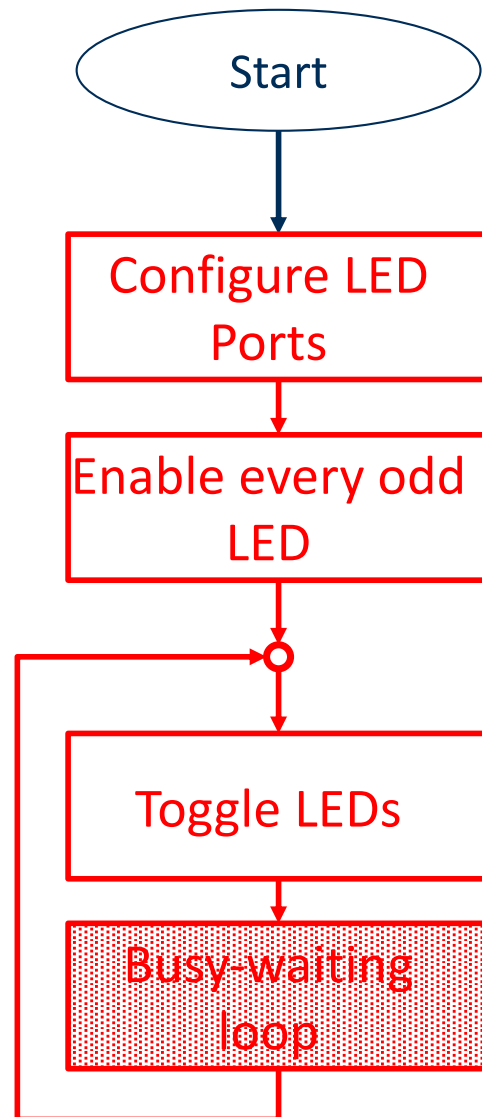 Start
Configure LED
Ports
Enable every odd
LED
Toggle LEDs
Busy-waiting
loop